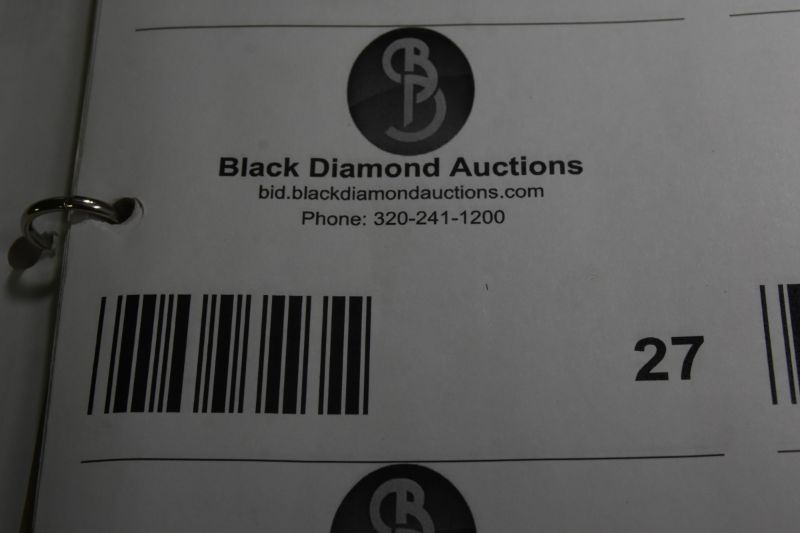 Black Diamond Auctions
bid.blackdiamondauctions.com
Phone: 320-241-1200
27